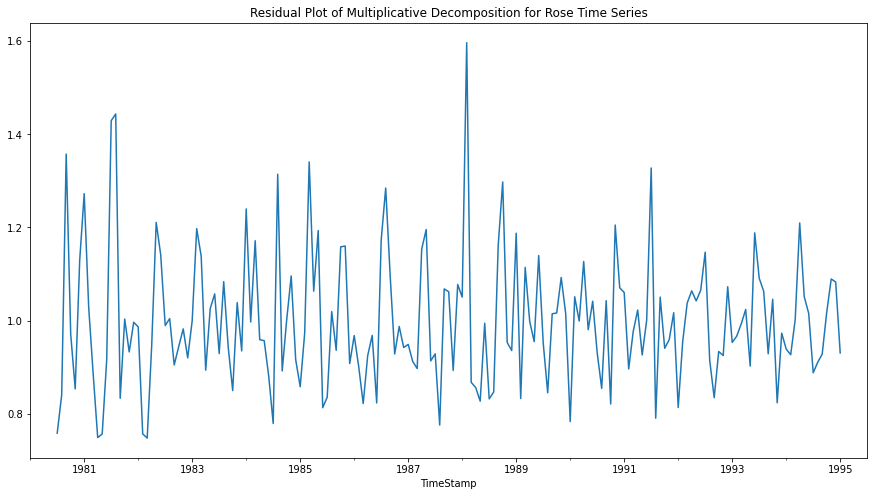 Residual Plot of Multiplicative Decomposition for Rose Time Series
1.6
1.4
1.2
1.0
0.8
1981 1983 1985 1987 1989 1991 1993 1995
TimeStamp